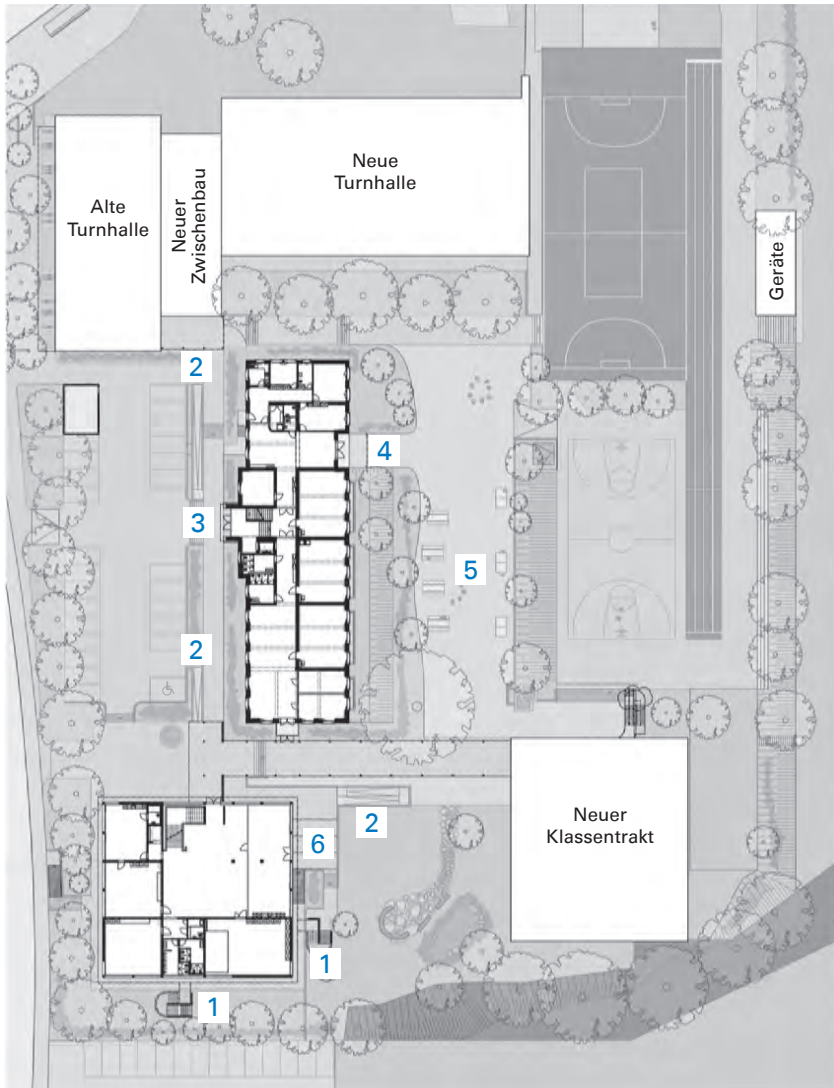 Neue
Turnhalle
Alte
Turnhalle
Neuer
Zwischenbau
Geräte
2
4
3
5
2
2
6
Neuer
Klassentrakt
1
1